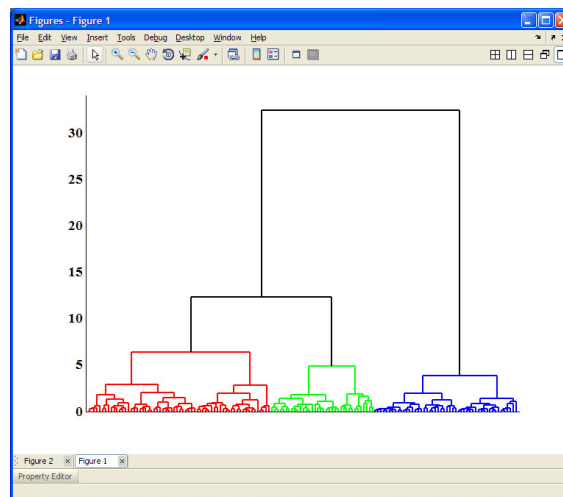 Figures - Figure 1
File Edit View Insert Tools Debug Desktop Window Help
30
25
20
15
10
5
0
Figure 2 Figure 1
Property Editor